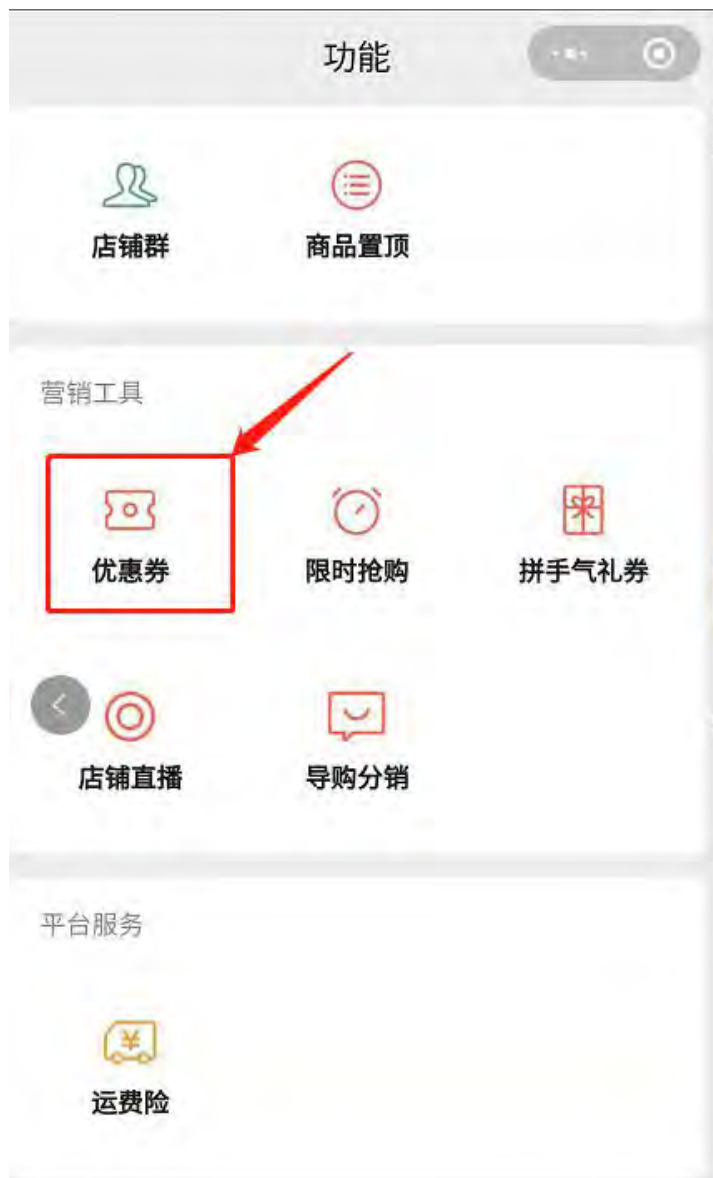 功能
店铺群 商品置顶
营销工具
优惠券 限时抢购 拼手气礼券
店铺直播 导购分销
平台服务
¥
运费险